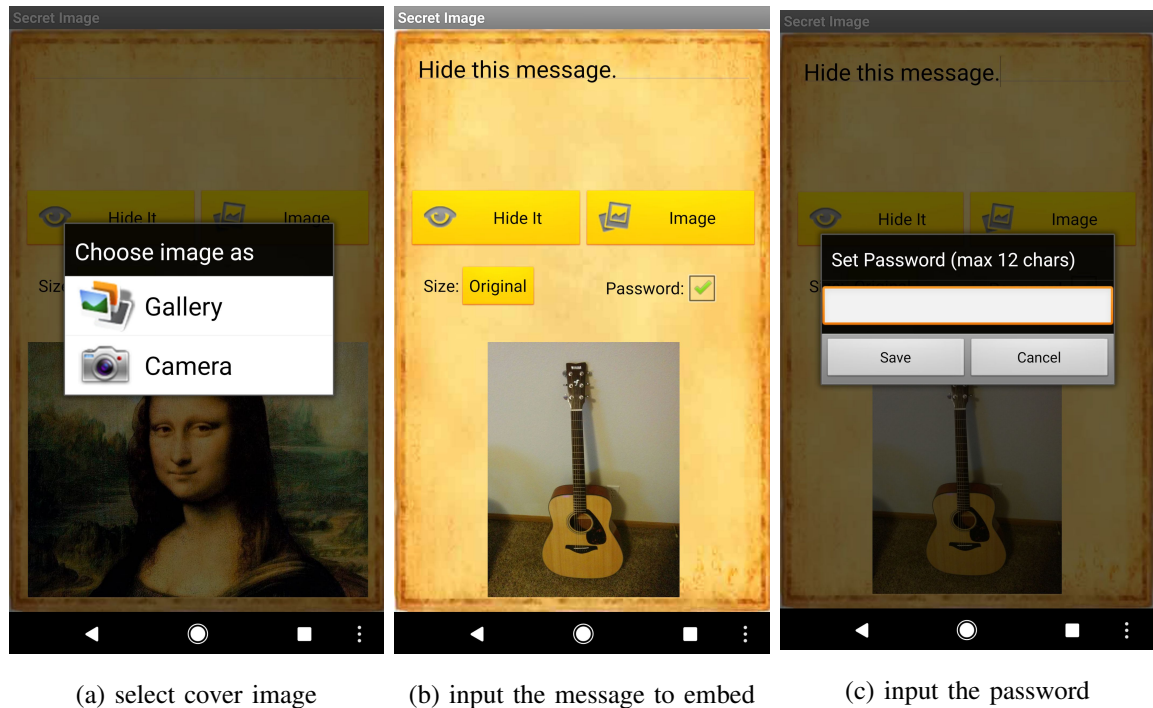 Secret Image
Hide It
Image
Choose image as
Size
Gallery
Camera
(a) select cover image
Secret Image
Hide this message.
Hide It
Image
Size: Original
Password:
(b) input the message to embed
Secret Image
Hide this message.
Hide It
Image
Set Password (max 12 chars)
S
Save
Cancel
(c) input the password